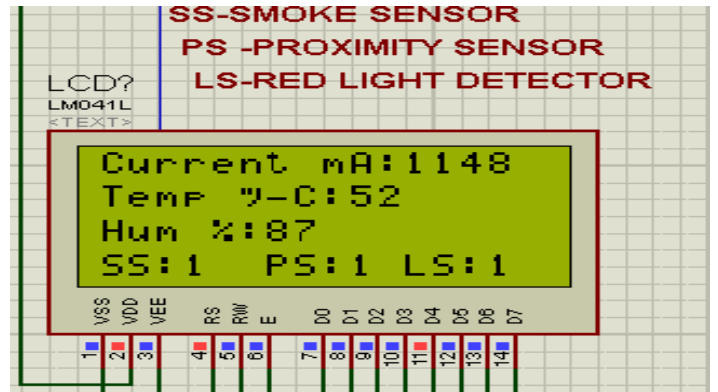 SS-SMOKE SENSOR
PS -PROXIMITY SENSOR
LS-RED LIGHT DETECTOR
LCD?
LM041L
<TEXT>
Current mA:1148
Temp ツ-C:52
Hum %:87
SS:1 PS:1 LS:1
VSS VDD VEE RS RW E D0 D1 D2 D3 D4 D5 D6 D7
1 2 3 4 5 6 7 8 9 10 11 12 13 14